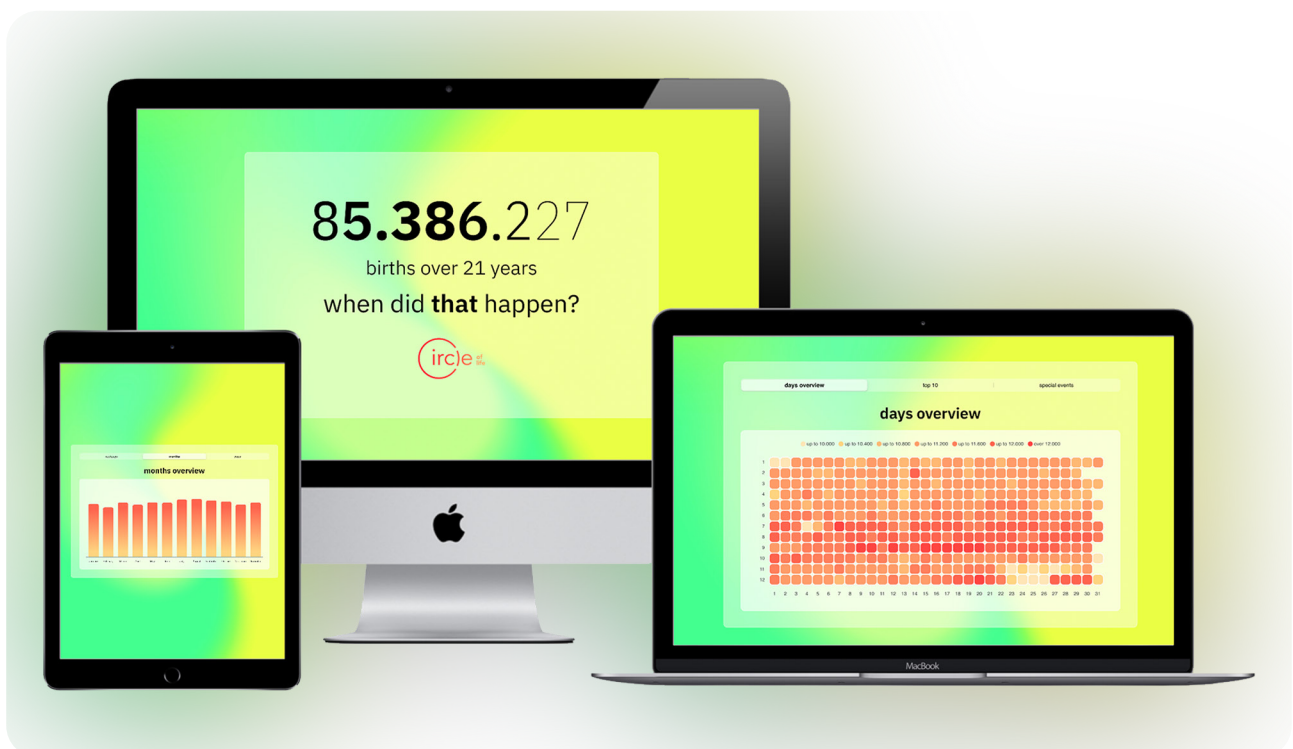 85.386.227
births over 21 years
when did that happen?
ircle of life
months
months overview
days overview top 10 special events
days overview
up to 10 000 up to 10.400 up to 10.800 up to 11.200 up to 11.600 up to 12.000 over 12.000
1
2
3
4
5
6
7
8
9
10
11
12
1 2 3 4 5 6 7 8 9 10 11 12 13 14 15 16 17 18 19 20 21 22 23 24 25 26 27 28 29 30 31
MacBook